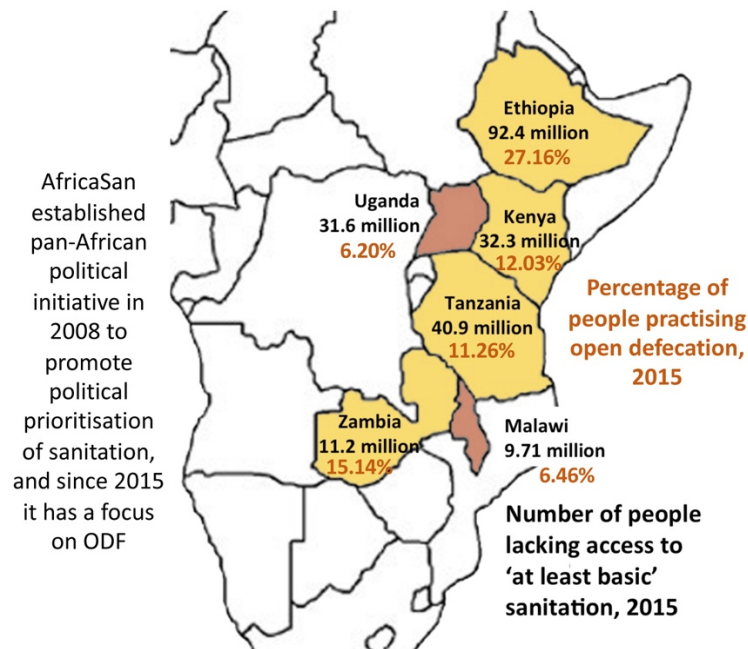 AfricaSan
established
pan-African
political
initiative in
2008 to
promote
political
prioritisation
of sanitation,
and since 2015
it has a focus
on ODF
Ethiopia
92.4 million
27.16%
Uganda
31.6 million
6.20%
Kenya
32.3 million
12.03%
Tanzania
40.9 million
11.26%
Zambia
11.2 million
15.14%
Malawi
9.71 million
6.46%
Percentage of
people practising
open defecation,
2015
Number of people
lacking access to
‘at least basic’
sanitation, 2015